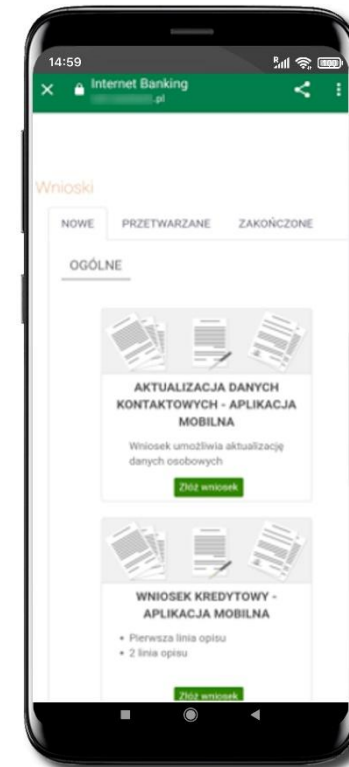 14:59
Internet Banking
.pl
Wnioski
NOWE PRZETWARZANE ZAKOŃCZONE
OGÓLNE
AKTUALIZACJA DANYCH
KONTAKTOWYCH - APLIKACJA
MOBILNA
Wniosek umożliwia aktualizację
danych osobowych
Złóż wniosek
WNIOSEK KREDYTOWY -
APLIKACJA MOBILNA
• Pierwsza linia opisu
• 2 linia opisu
Złóż wniosek